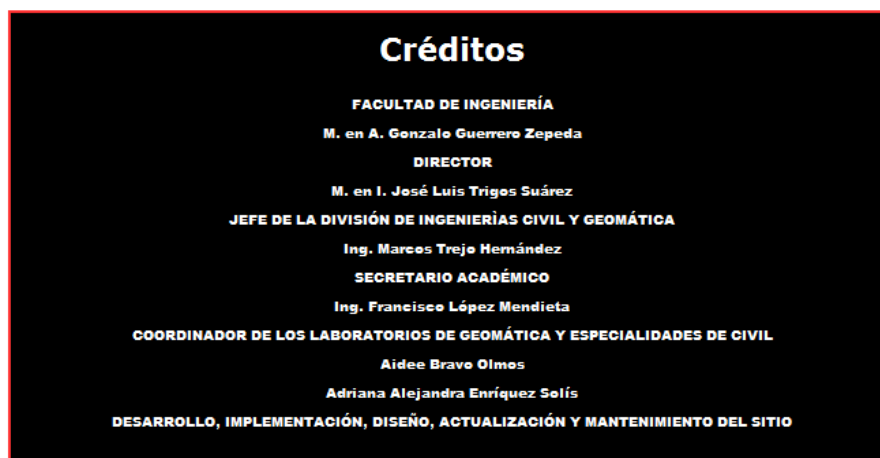 Créditos
FACULTAD DE INGENIERÍA
M. en A. Gonzalo Guerrero Zepeda
DIRECTOR
M. en I. José Luis Trigos Suárez
JEFE DE LA DIVISIÓN DE INGENIERÌAS CIVIL Y GEOMÁTICA
Ing. Marcos Trejo Hernández
SECRETARIO ACADÉMICO
Ing. Francisco López Mendieta
COORDINADOR DE LOS LABORATORIOS DE GEOMÁTICA Y ESPECIALIDADES DE CIVIL
Aidee Bravo Olmos
Adriana Alejandra Enríquez Solís
DESARROLLO, IMPLEMENTACIÓN, DISEÑO, ACTUALIZACIÓN Y MANTENIMIENTO DEL SITIO